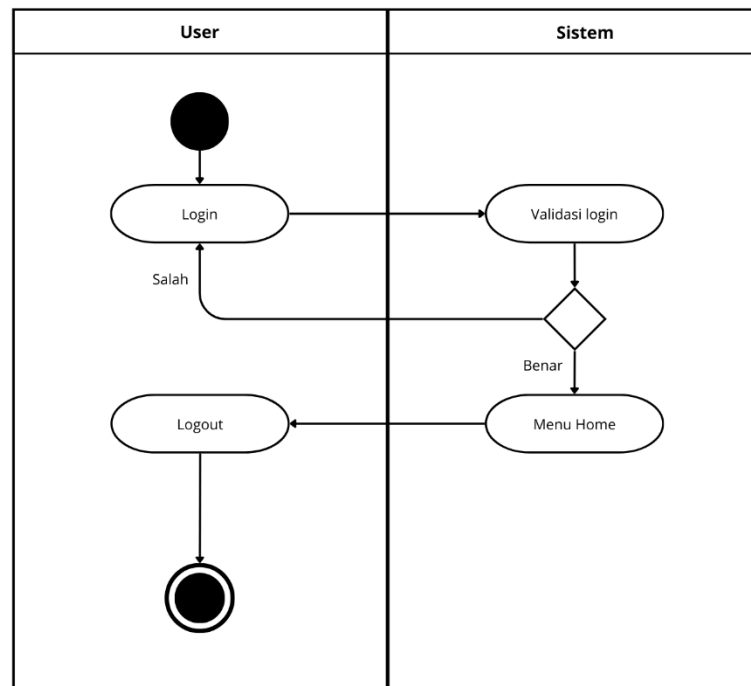 User
Sistem
Login
Validasi login
Salah
Benar
Logout
Menu Home